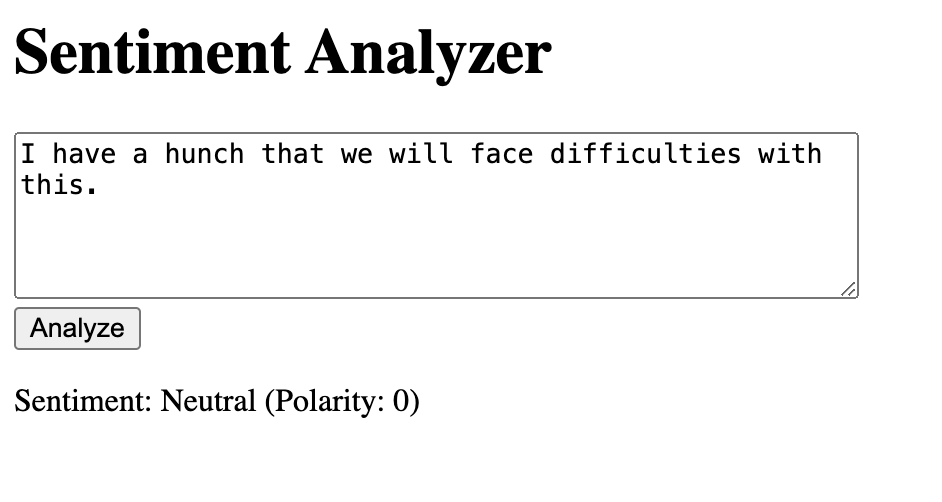 Sentiment Analyzer
I have a hunch that we will face difficulties with
this.
Analyze
Sentiment: Neutral (Polarity: 0)